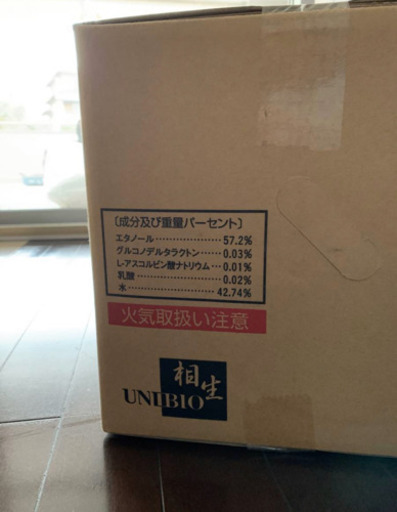 〔成分及び重量パーセント〕
エタノール…………………57.2%
グルコノデルタラクトン……0.03%
L-アスコルビン酸ナトリウム…0.01%
乳酸…………………………0.02%
水……………………………42.74%
火気取扱い注意
相生
UNIBIO